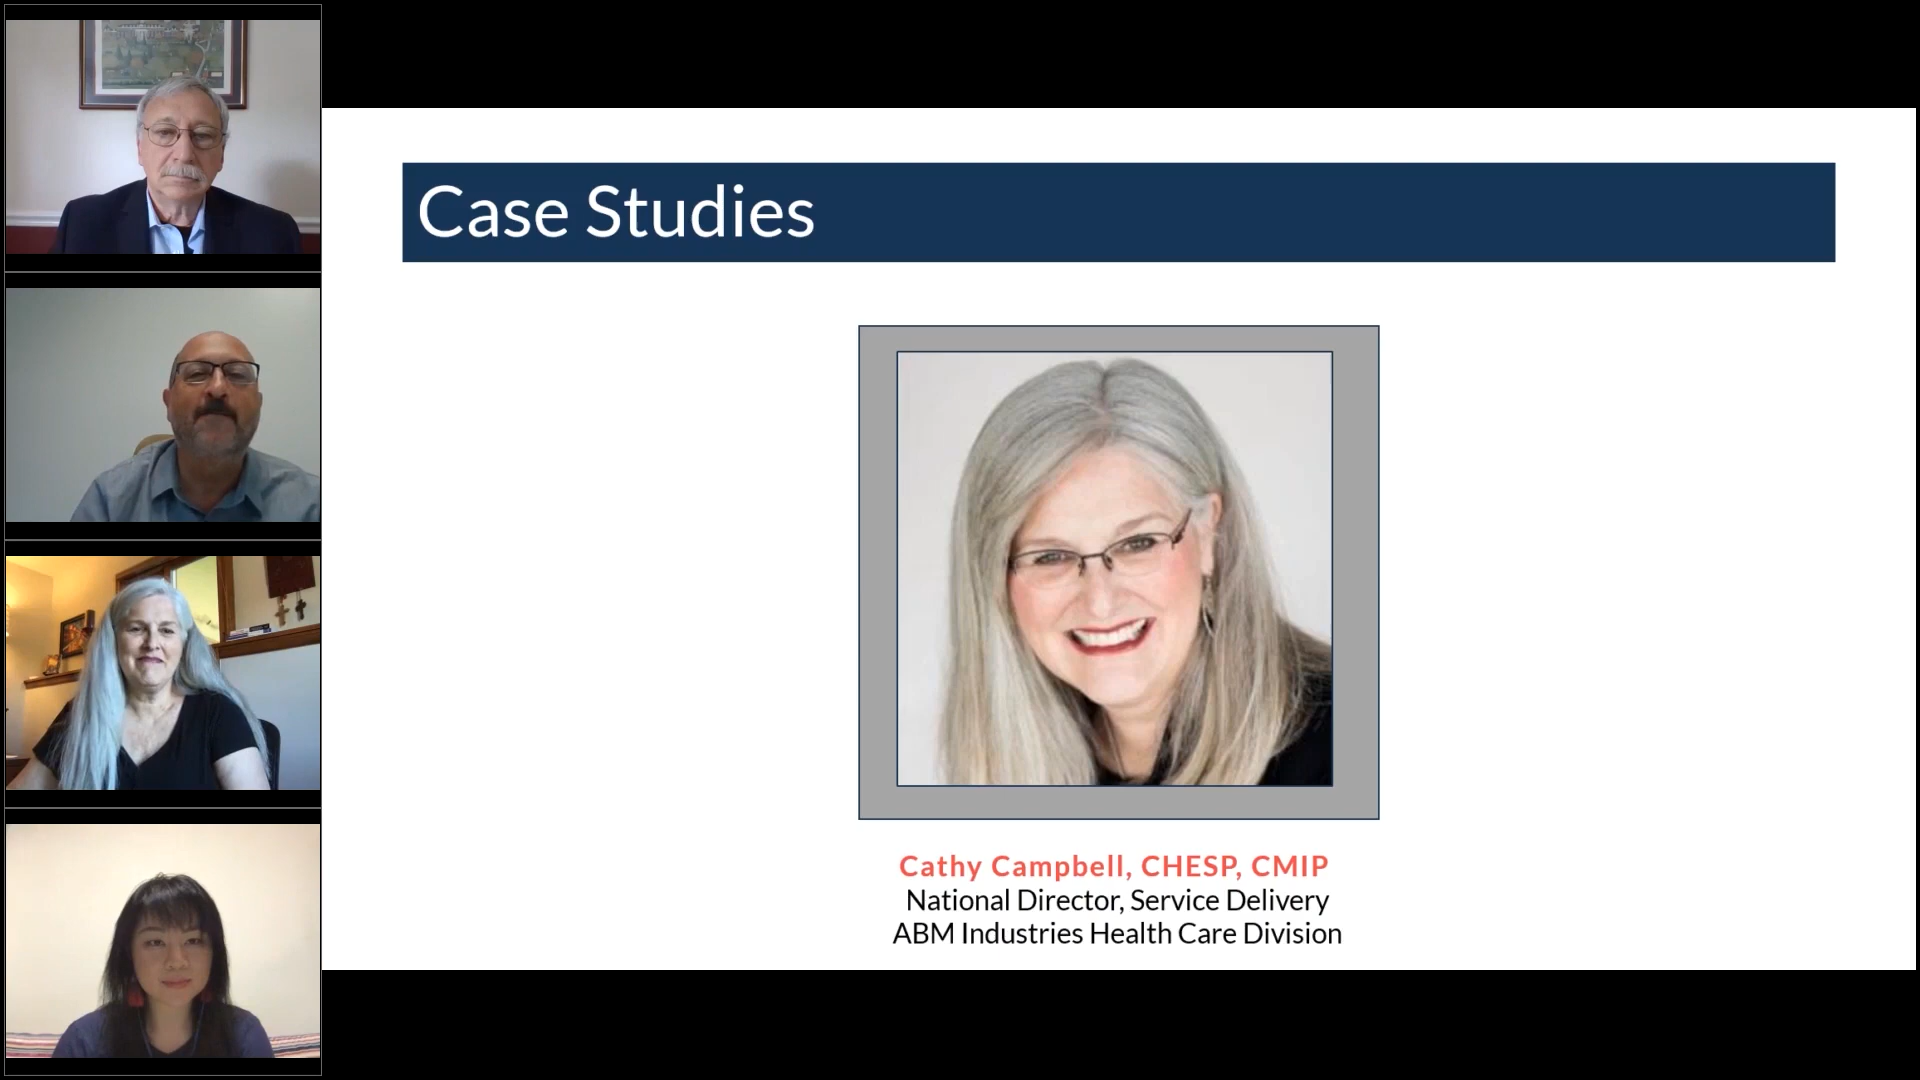 Case Studies
Cathy Campbell, CHESP, CMIP
National Director, Service Delivery
ABM Industries Health Care Division